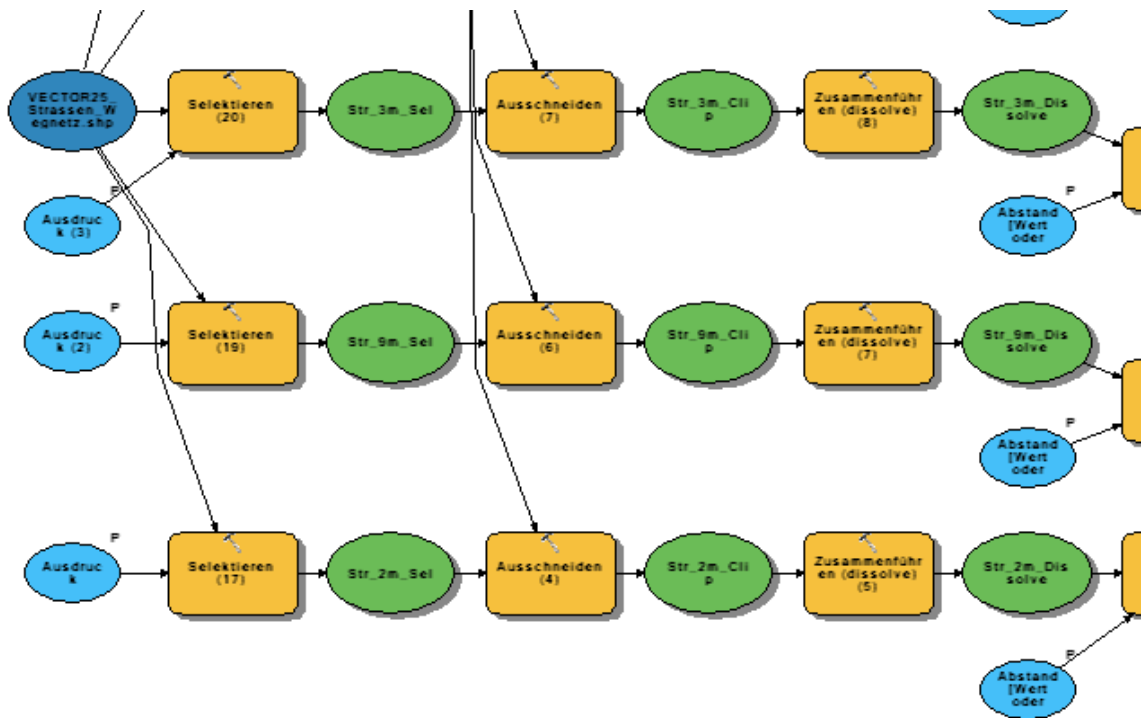 VECTOR25_
Strassen_W
egnetz.shp
Selektieren
(20)
Str_3m_Sel
Ausschneiden
(7)
Str_3m_Cli
p
Zusammenführ
en (dissolve)
(8)
Str_3m_Dis
solve
P
Ausdruc
k (3)
P
Abstand
[Wert
oder
P
Ausdruc
k (2)
Selektieren
(19)
Str_9m_Sel
Ausschneiden
(6)
Str_9m_Cli
p
Zusammenführ
en (dissolve)
(7)
Str_9m_Dis
solve
P
Abstand
[Wert
oder
P
Ausdruc
k
Selektieren
(17)
Str_2m_Sel
Ausschneiden
(4)
Str_2m_Cli
p
Zusammenführ
en (dissolve)
(5)
Str_2m_Dis
solve
P
Abstand
[Wert
oder